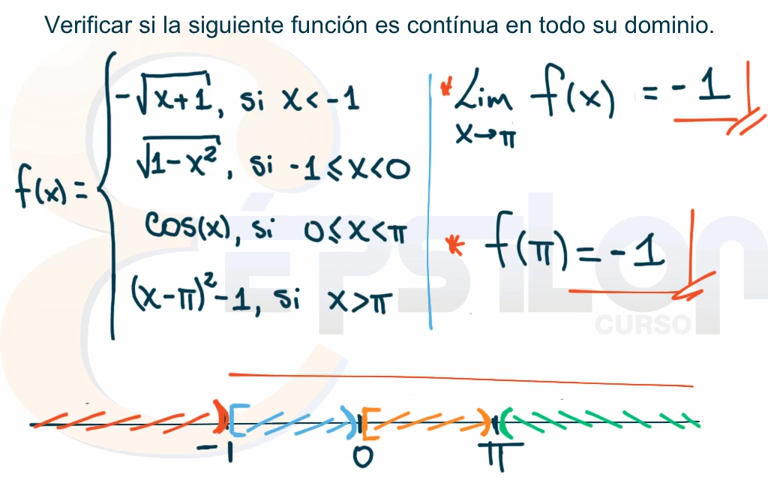 Verificar si la siguiente función es contínua en todo su dominio.
f(x) = { -√(x+1), si x<-1
√(1-x²), si -1≤x<0
cos(x), si 0≤x<π
(x-π)²-1, si x>π
* Lim f(x) = -1
x→π
* f(π) = -1
ÉPSILON
CURSO
-1 0 π